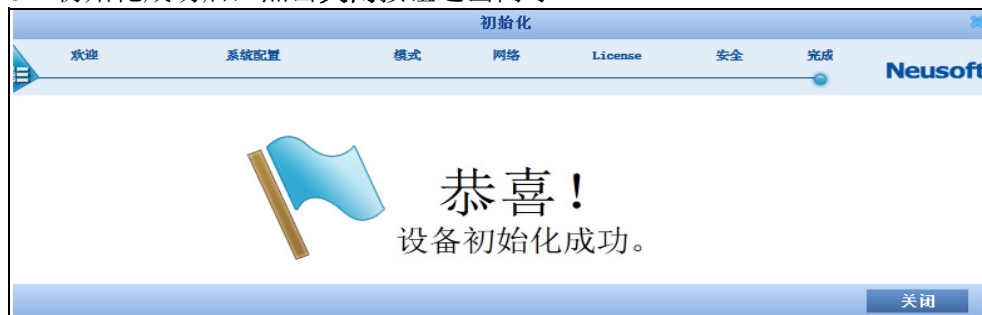 初始化
欢迎 系统配置 模式 网络 License 安全 完成
Neusoft
恭喜！
设备初始化成功。
关闭